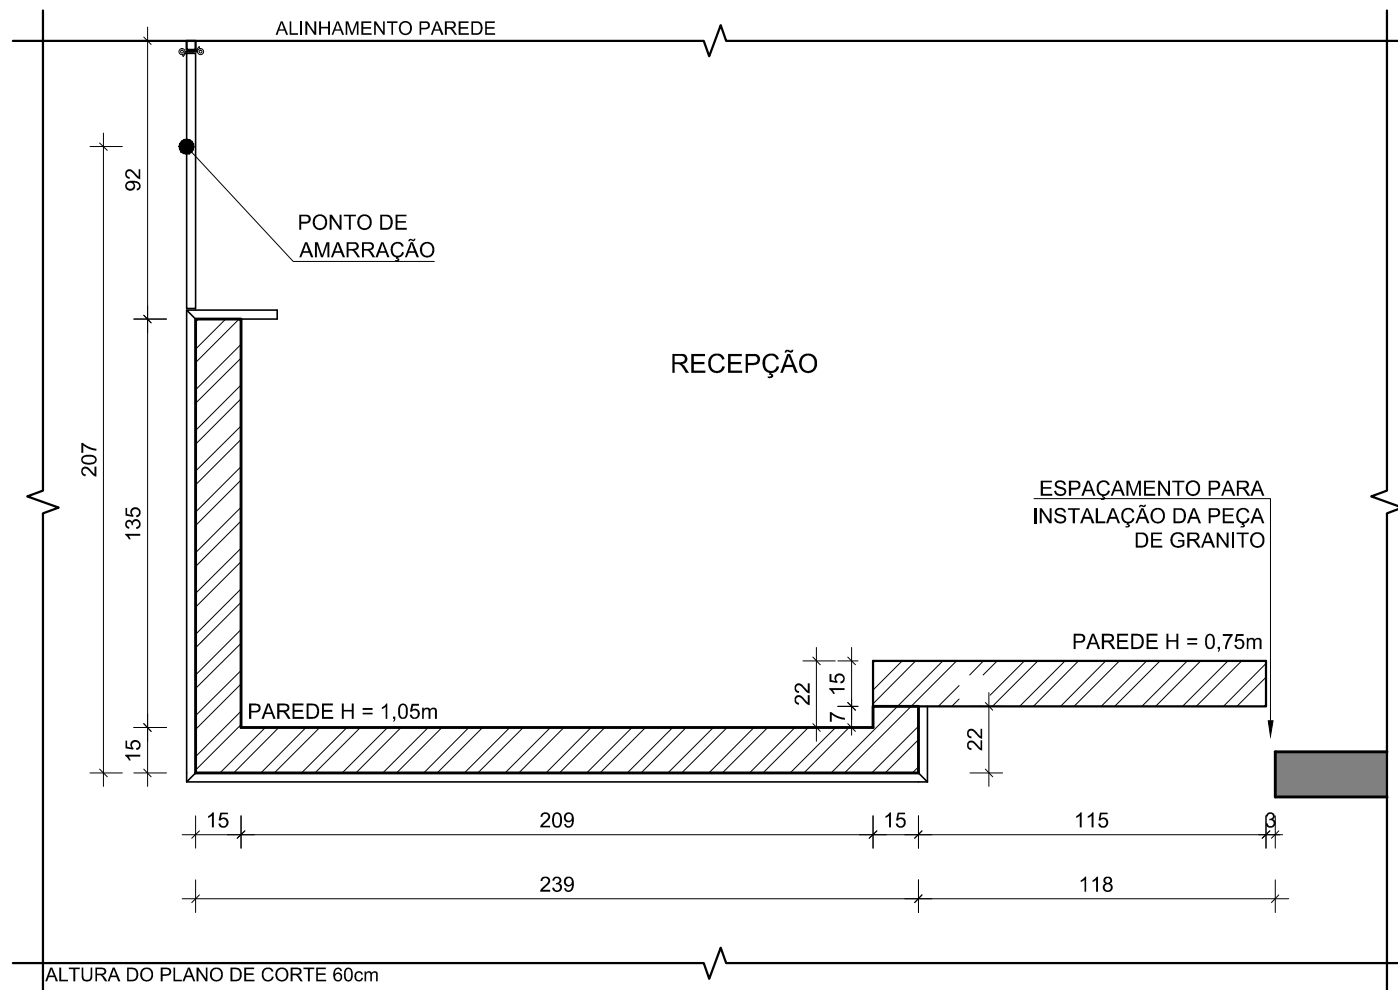 ALINHAMENTO PAREDE
92
PONTO DE
AMARRAÇÃO
RECEPÇÃO
207
135
ESPAÇAMENTO PARA
INSTALAÇÃO DA PEÇA
DE GRANITO
PAREDE H = 0,75m
22
15
7
PAREDE H = 1,05m
22
15
15
209
15
115
3
239
118
ALTURA DO PLANO DE CORTE 60cm